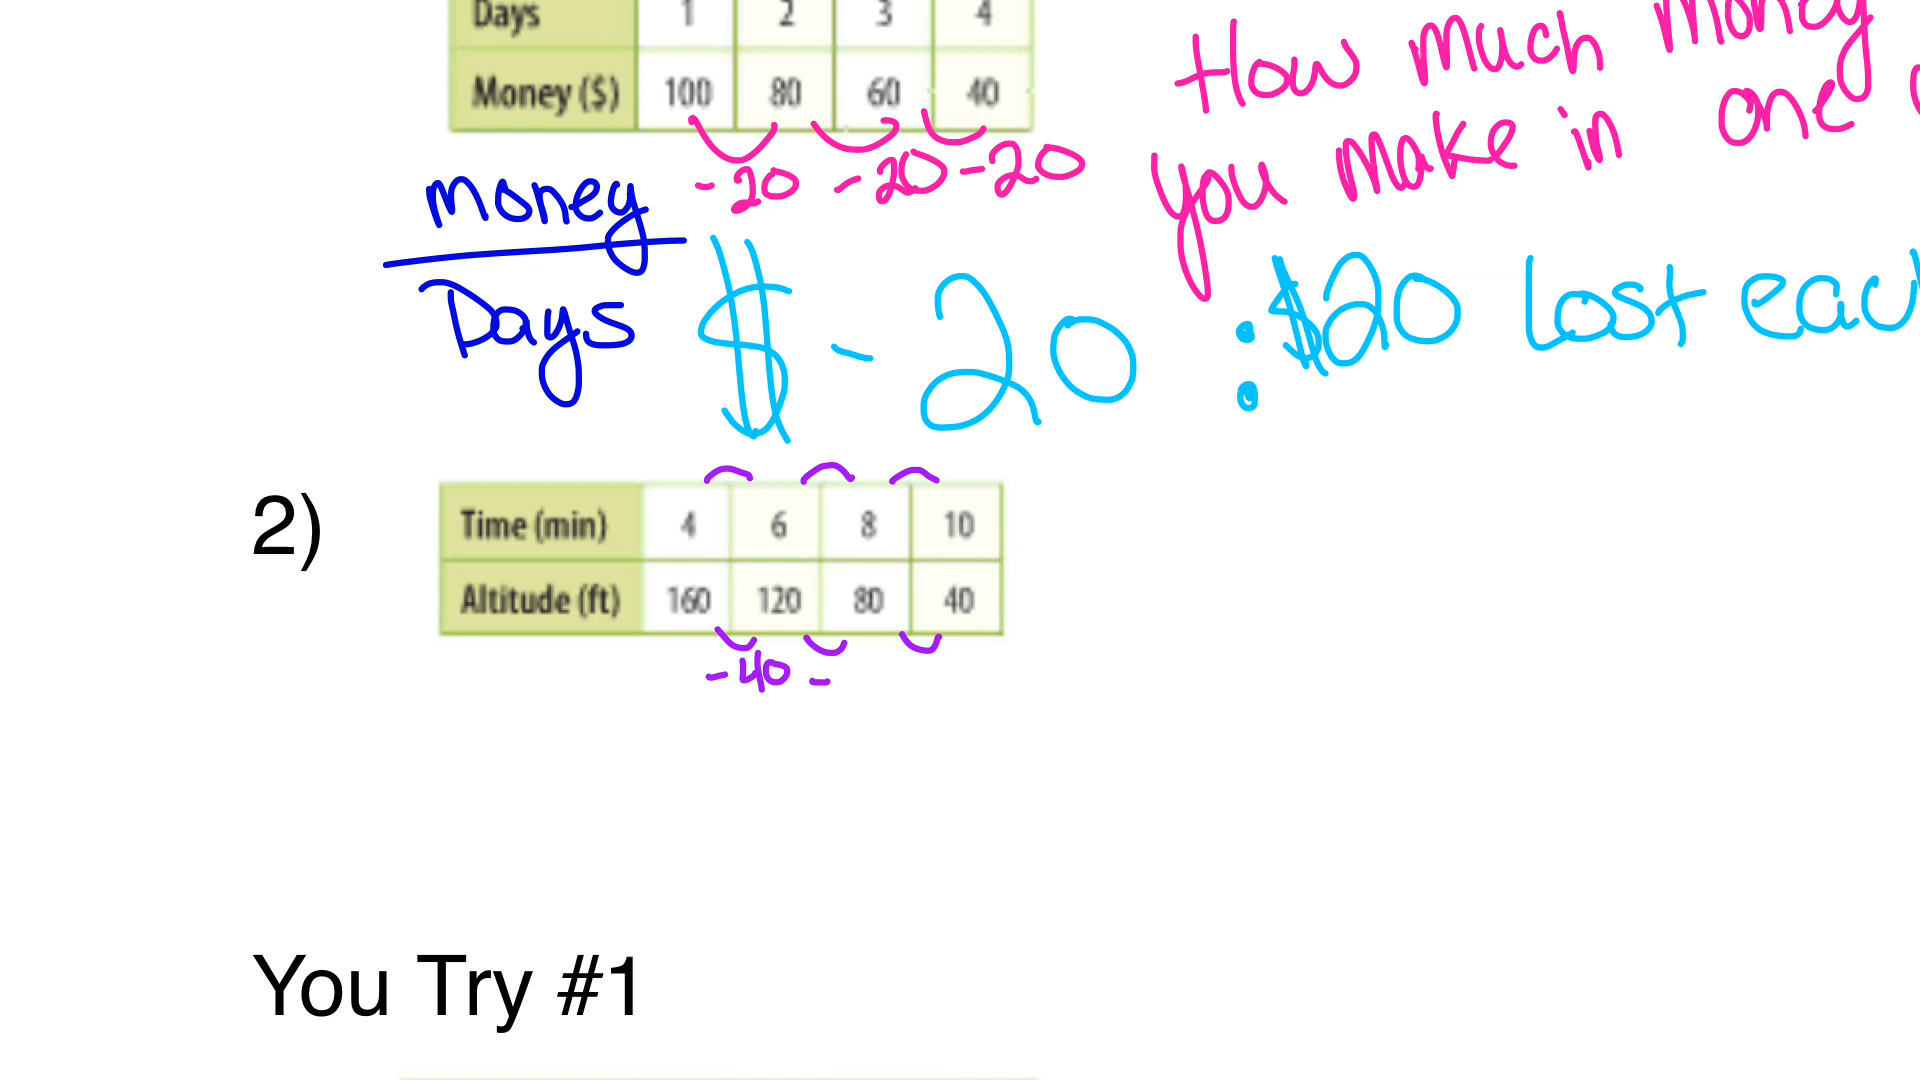 Days 1 2 3 4
Money ($) 100 80 60 40
-20 -20 -20
How much money
you make in one
money
Days
$-20
: $20 lost each
2)
Time (min) 4 6 8 10
Altitude (ft) 160 120 80 40
-40 -
You Try #1